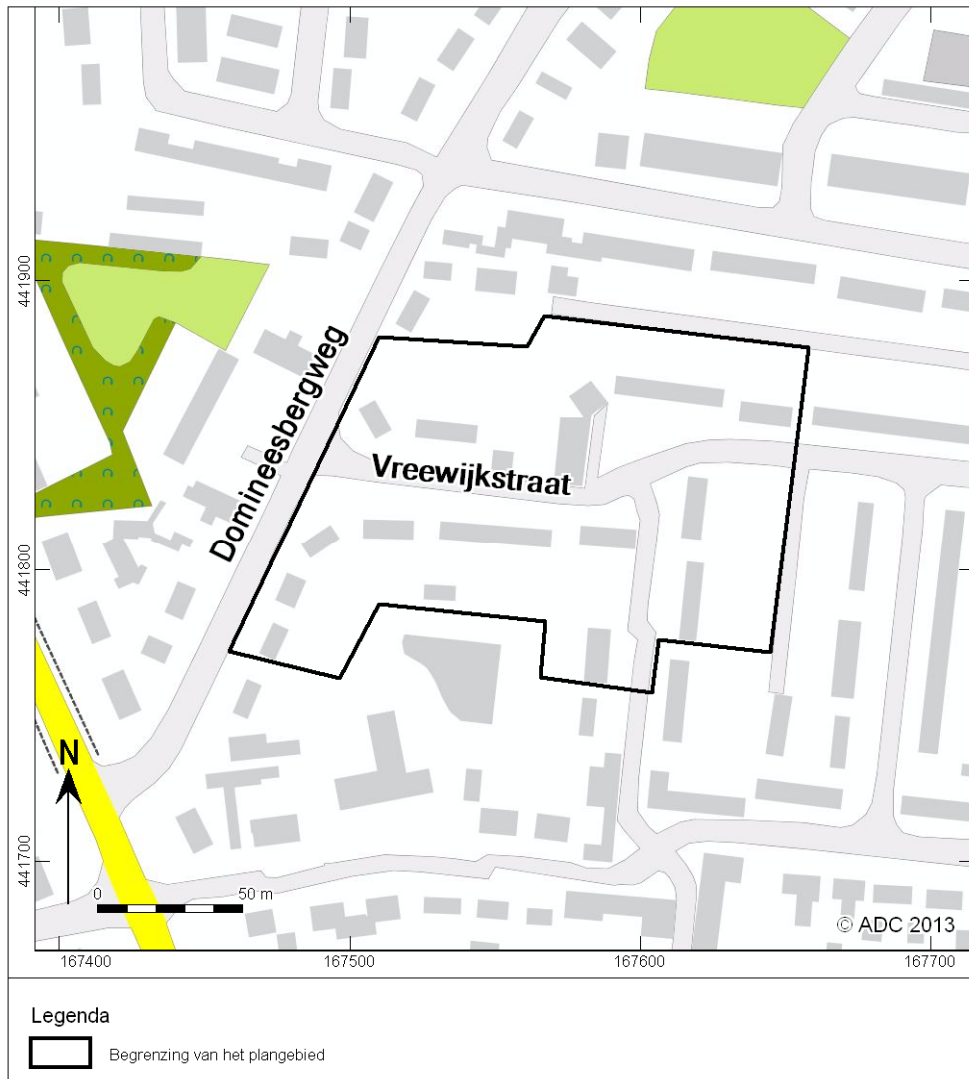 441900
Domineesbergweg
Vreewijkstraat
441800
N
441700
0 50 m
© ADC 2013
167400 167500 167600 167700
Legenda
Begrenzing van het plangebied